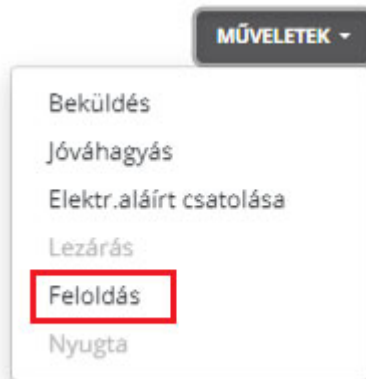 MŰVELETEK
Beküldés
Jóváhagyás
Elektr.aláírt csatolása
Lezárás
Feloldás
Nyugta